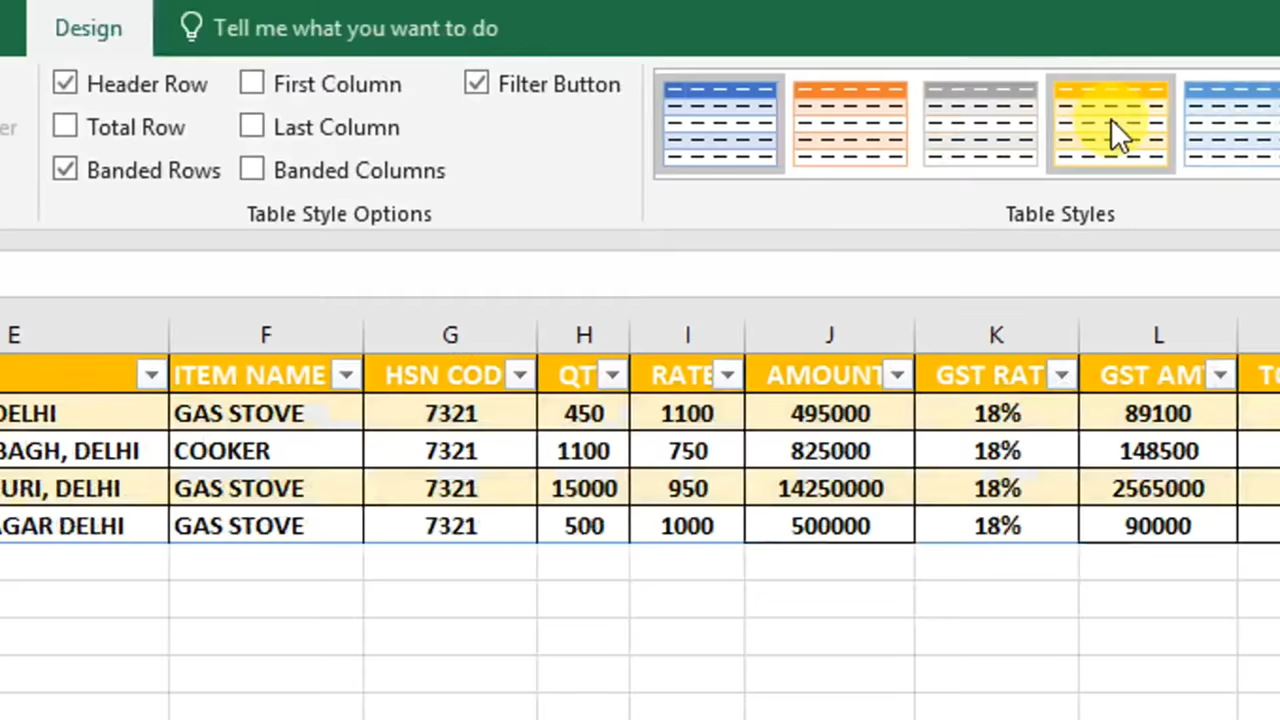 Design Tell me what you want to do
er Header Row First Column Filter Button
Total Row Last Column
Banded Rows Banded Columns
Table Style Options Table Styles
E F G H I J K L
ITEM NAME HSN COD QT RATE AMOUNT GST RAT GST AM TO
DELHI GAS STOVE 7321 450 1100 495000 18% 89100
BAGH, DELHI COOKER 7321 1100 750 825000 18% 148500
URI, DELHI GAS STOVE 7321 15000 950 14250000 18% 2565000
AGAR DELHI GAS STOVE 7321 500 1000 500000 18% 90000